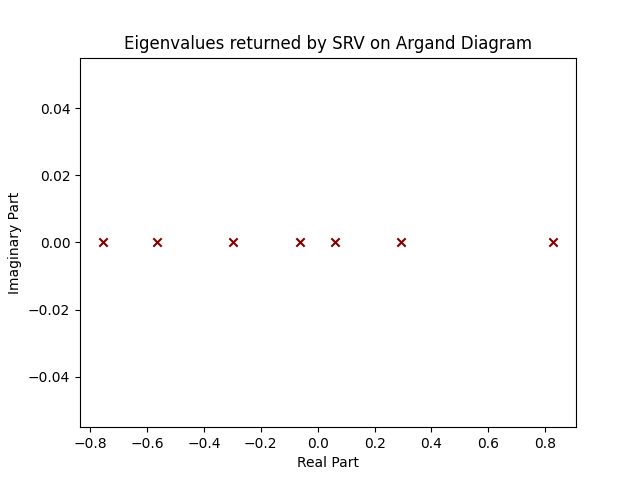 Eigenvalues returned by SRV on Argand Diagram
0.04
0.02
0.00
−0.02
−0.04
Imaginary Part
−0.8 −0.6 −0.4 −0.2 0.0 0.2 0.4 0.6 0.8
Real Part